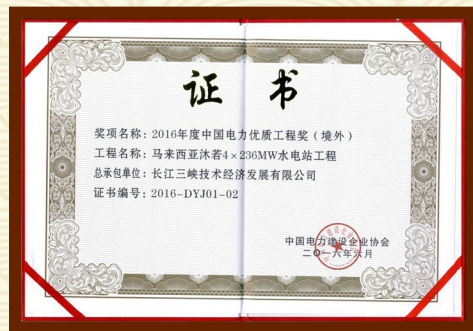 证书
奖项名称：2016年度中国电力优质工程奖（境外）
工程名称：马来西亚沐若4×236MW水电站工程
总承包单位：长江三峡技术经济发展有限公司
证书编号：2016-DYJ01-02
中国电力建设企业协会
二〇一六年六月